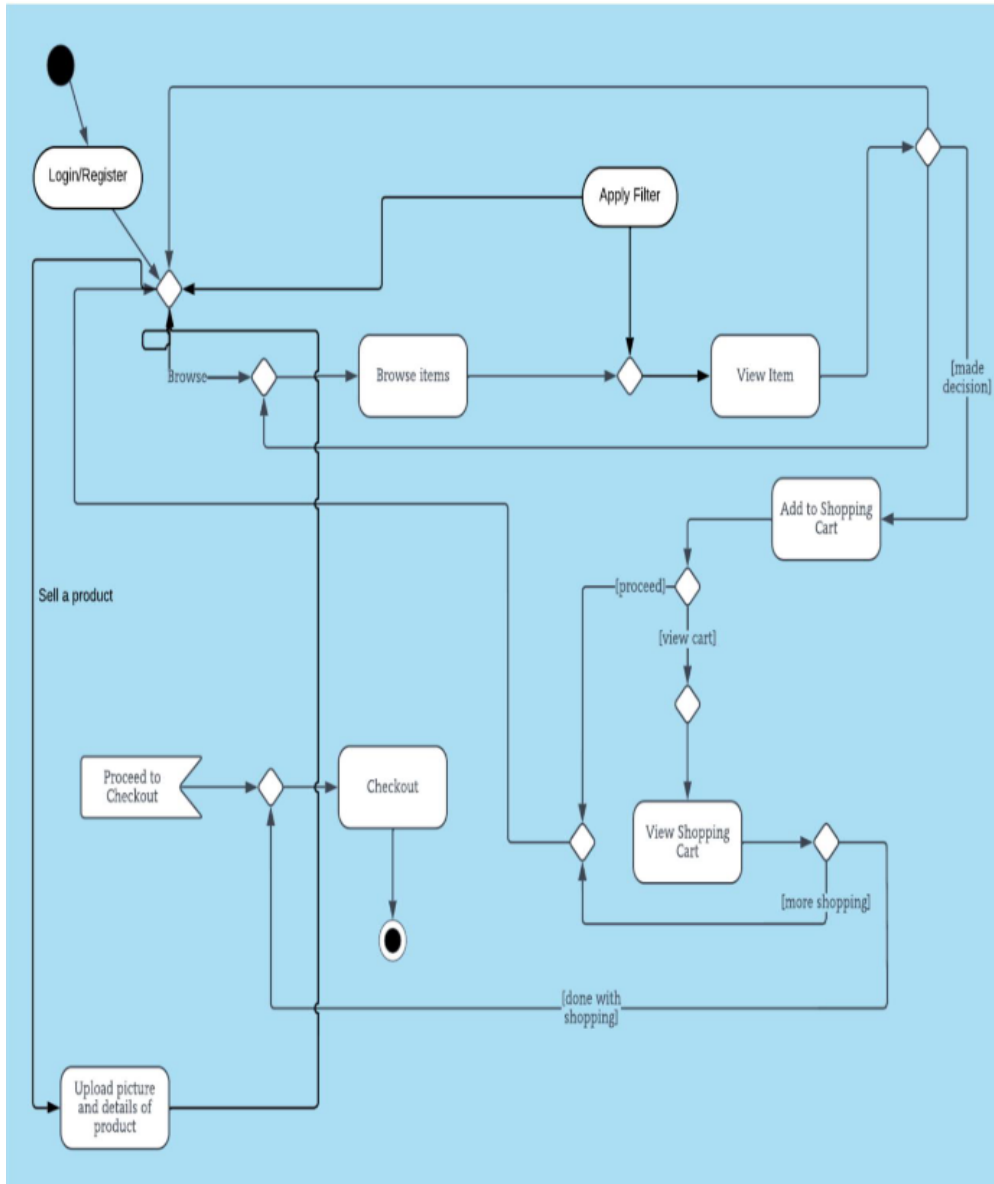 Login/Register
Apply Filter
Browse
Browse items
View Item
[made
decision]
Add to Shopping
Cart
[proceed]
[view cart]
Sell a product
Proceed to
Checkout
Checkout
View Shopping
Cart
[more shopping]
[done with
shopping]
Upload picture
and details of
product